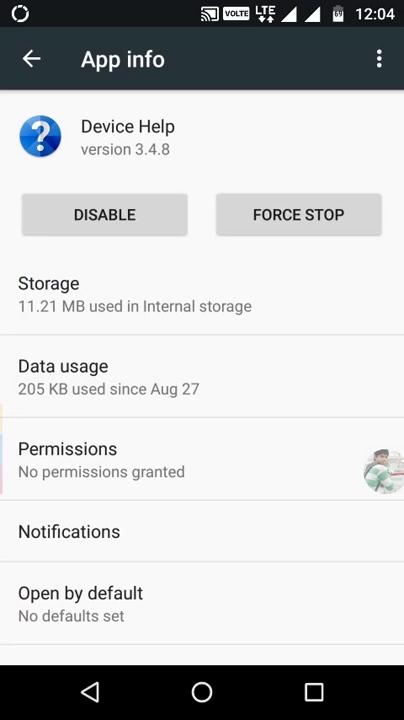 VOLTE LTE 12:04
App info
Device Help
version 3.4.8
DISABLE FORCE STOP
Storage
11.21 MB used in Internal storage
Data usage
205 KB used since Aug 27
Permissions
No permissions granted
Notifications
Open by default
No defaults set